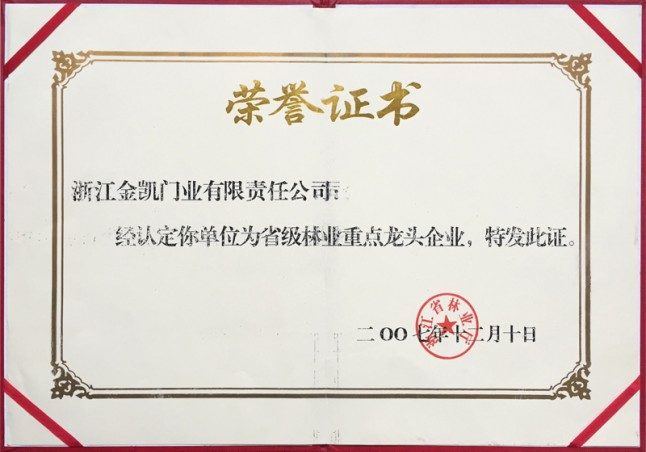 荣誉证书
浙江金凯门业有限责任公司:
经认定你单位为省级林业重点龙头企业，特发此证。
浙江省林业厅
二〇〇七年十二月十日